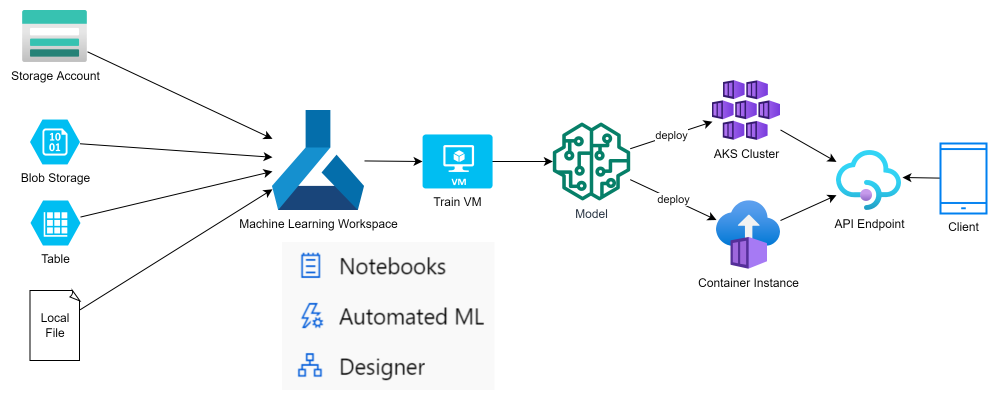 Storage Account
10
01
Blob Storage
Table
Local
File
Machine Learning Workspace
Notebooks
Automated ML
Designer
VM
Train VM
Model
deploy
deploy
AKS Cluster
Container Instance
API Endpoint
Client